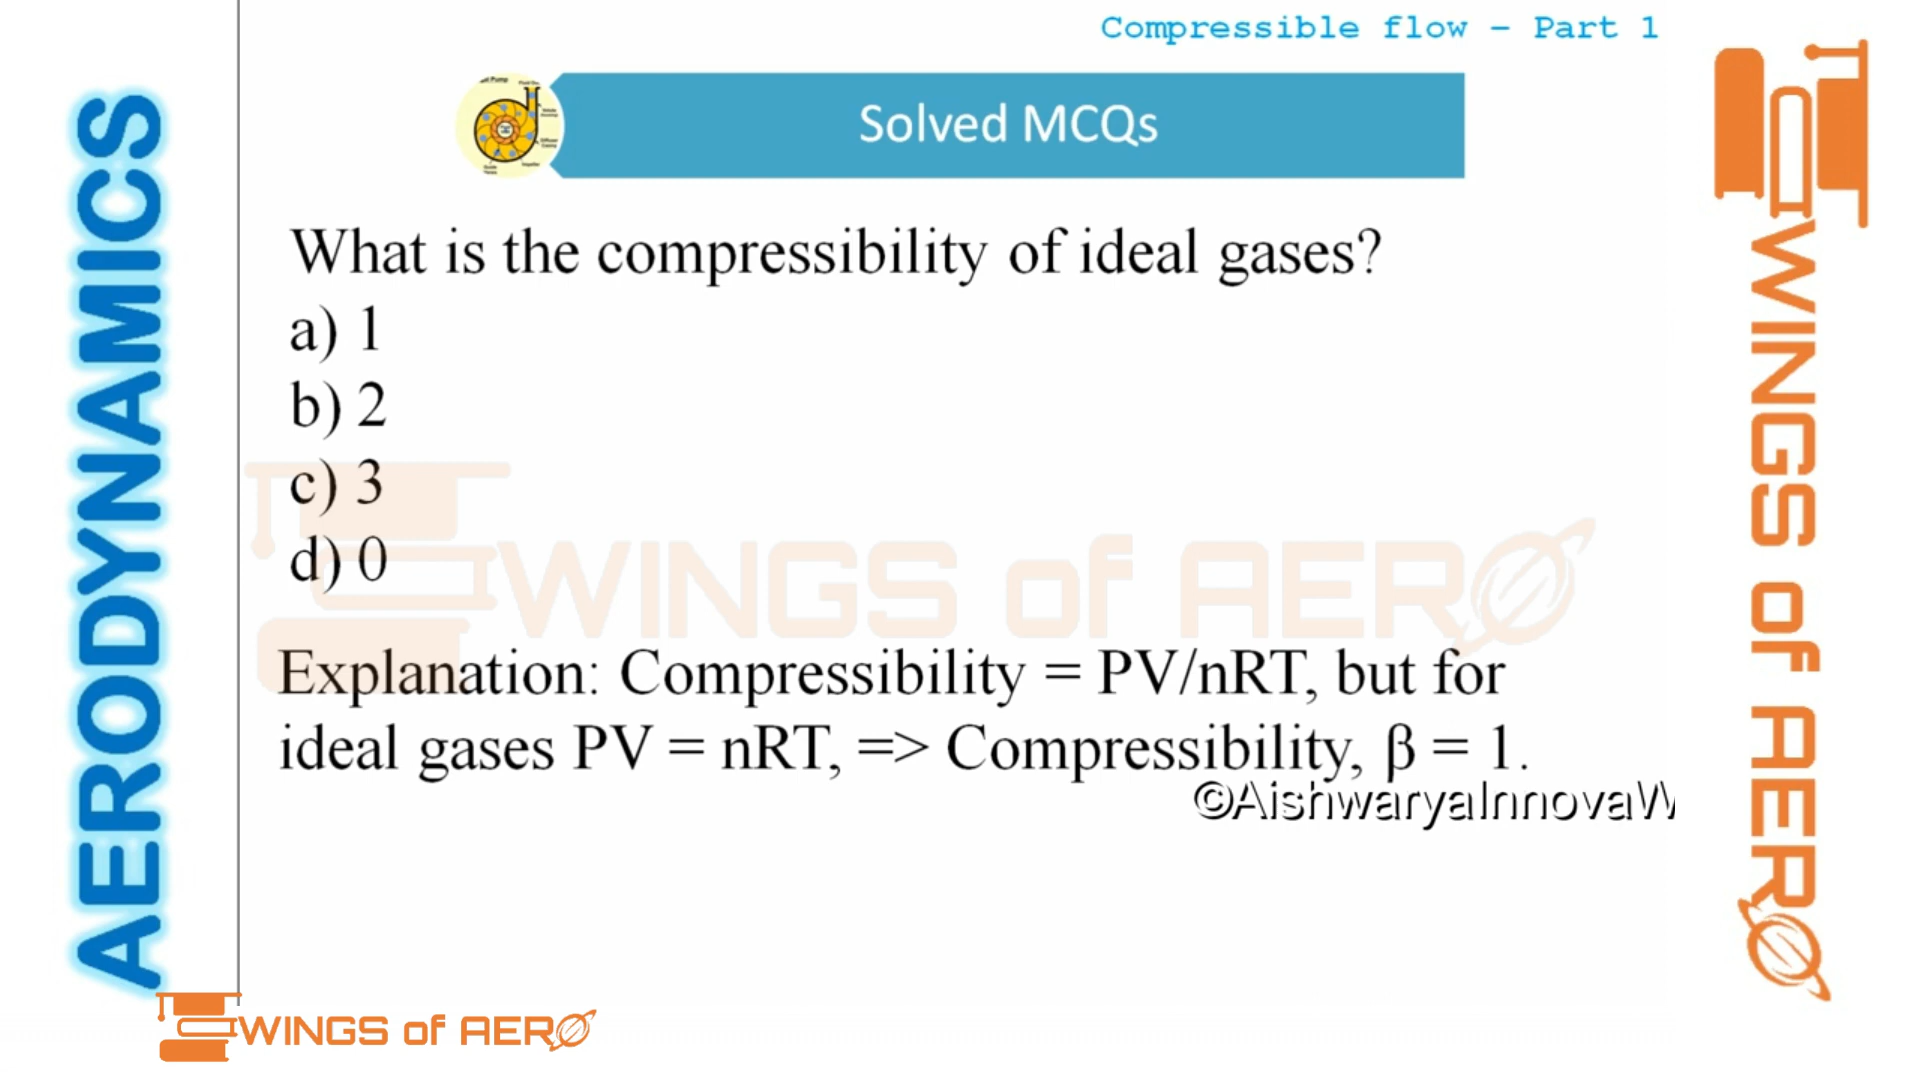 Compressible flow - Part 1
Solved MCQs
What is the compressibility of ideal gases?
a) 1
b) 2
c) 3
d) 0
WINGS of AERO
Explanation: Compressibility = PV/nRT, but for
ideal gases PV = nRT, => Compressibility, β = 1.
©AishwaryaInnovaW
AERODYNAMICS
WINGS of AERO
WINGS of AERO